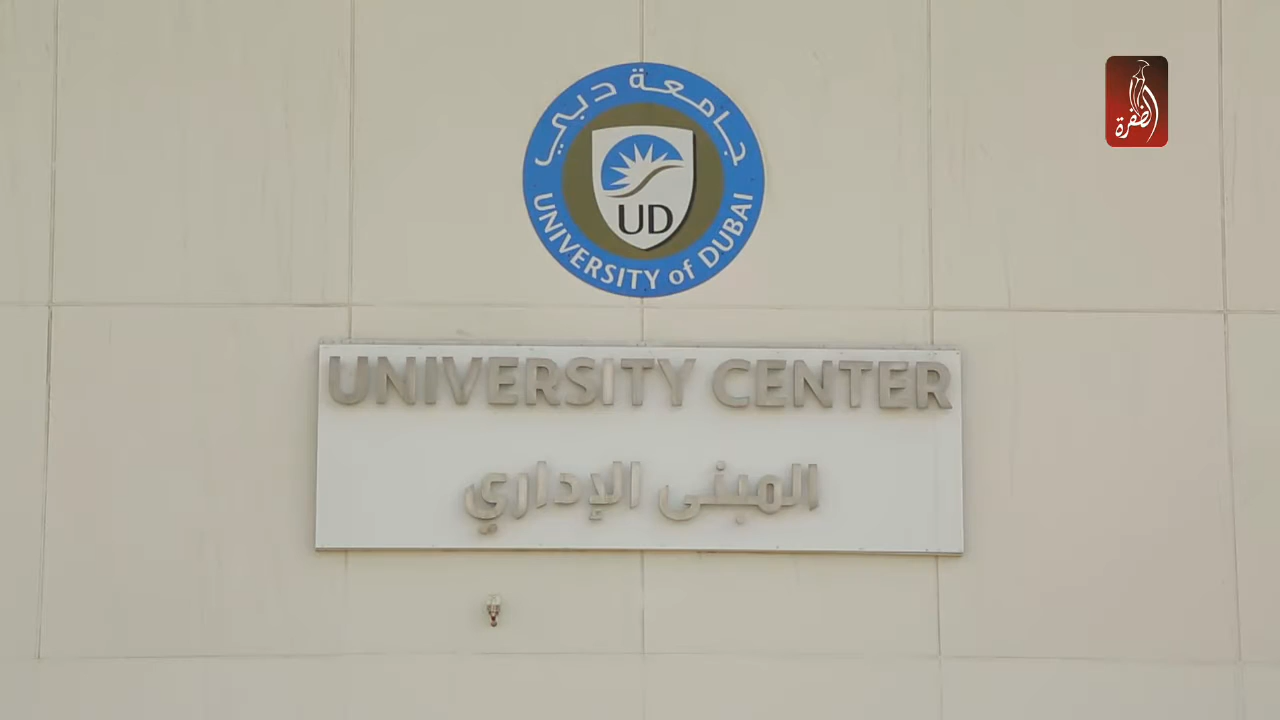 جامعة دبي
UD
UNIVERSITY of DUBAI
الظفرة
UNIVERSITY CENTER
المبنى الإداري